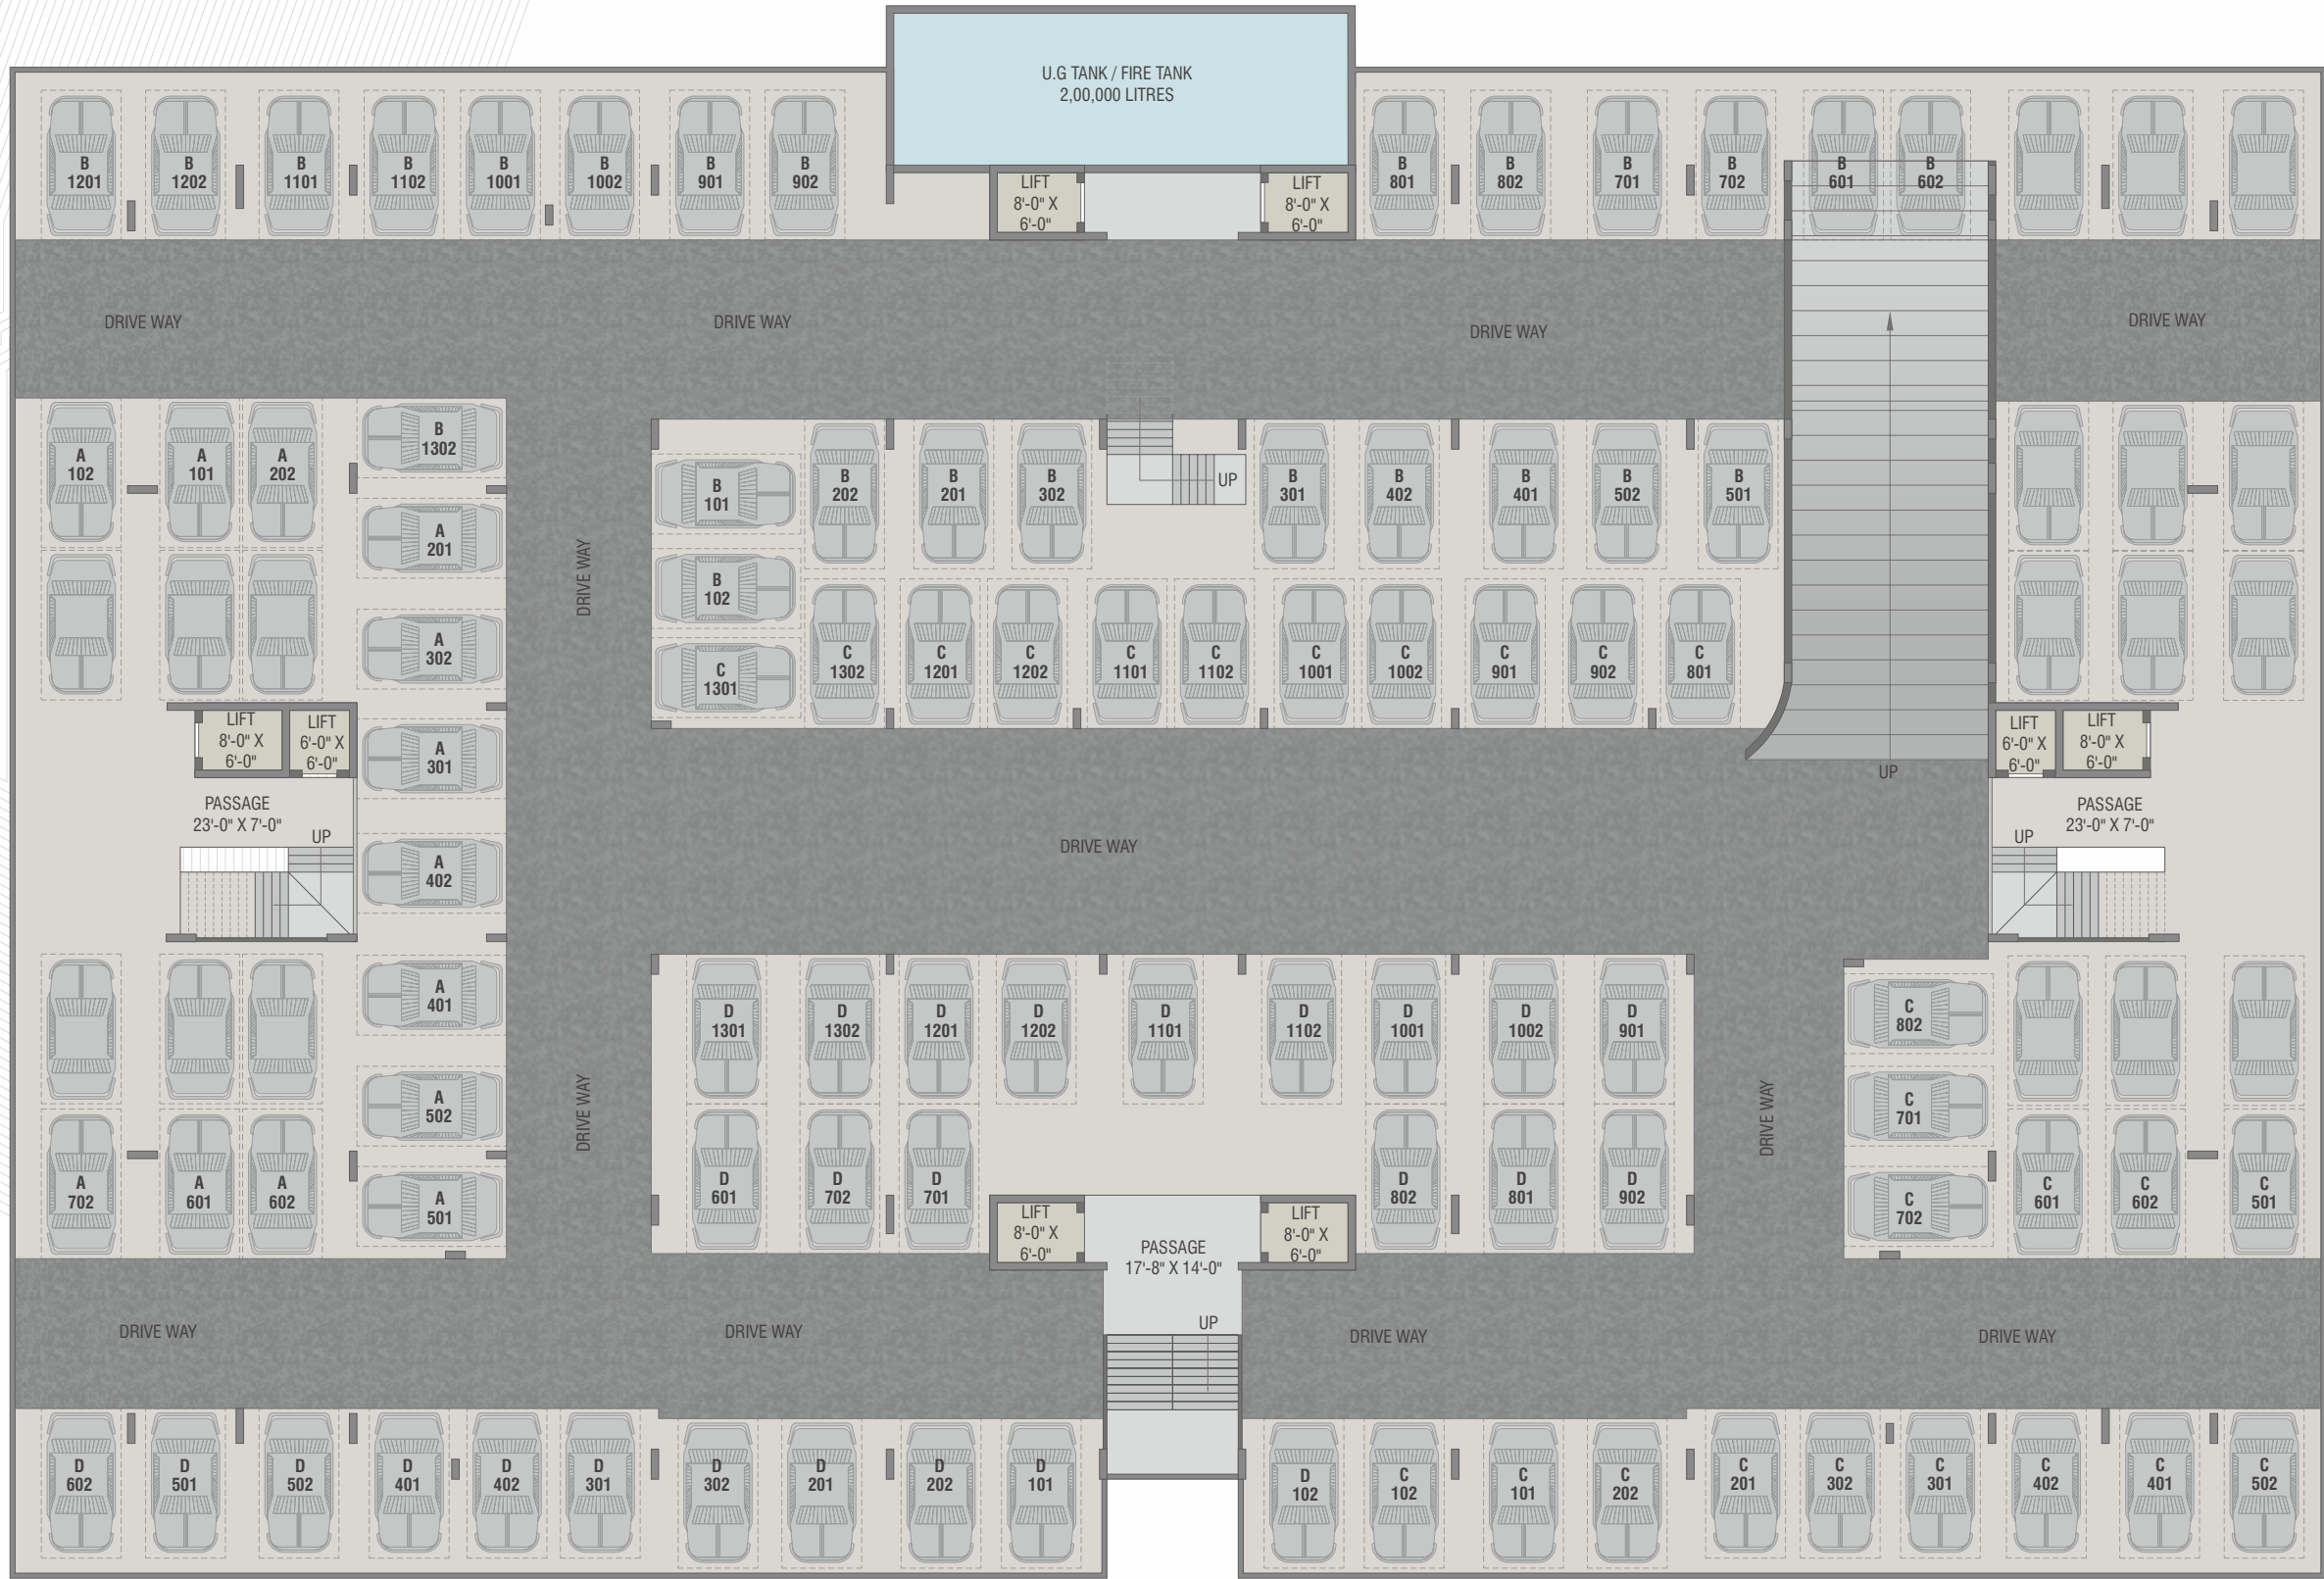 U.G TANK / FIRE TANK
2,00,000 LITRES
B
1201
B
1202
B
1101
B
1102
B
1001
B
1002
B
901
B
902
LIFT
8'-0" X
6'-0"
LIFT
8'-0" X
6'-0"
B
801
B
802
B
701
B
702
B
601
B
602
DRIVE WAY
DRIVE WAY
DRIVE WAY
DRIVE WAY
A
102
A
101
A
202
B
1302
A
201
A
302
A
301
A
402
A
401
A
502
A
501
DRIVE WAY
B
101
B
102
C
1301
B
202
B
201
B
302
UP
B
301
B
402
B
401
B
502
B
501
C
1302
C
1201
C
1202
C
1101
C
1102
C
1001
C
1002
C
901
C
902
C
801
LIFT
8'-0" X
6'-0"
LIFT
6'-0" X
6'-0"
PASSAGE
23'-0" X 7'-0"
UP
DRIVE WAY
UP
LIFT
6'-0" X
6'-0"
LIFT
8'-0" X
6'-0"
PASSAGE
23'-0" X 7'-0"
UP
A
702
A
601
A
602
DRIVE WAY
D
1301
D
1302
D
1201
D
1202
D
1101
D
1102
D
1001
D
1002
D
901
D
601
D
702
D
701
D
802
D
801
D
902
DRIVE WAY
C
802
C
701
C
702
C
601
C
602
C
501
LIFT
8'-0" X
6'-0"
PASSAGE
17'-8" X 14'-0"
LIFT
8'-0" X
6'-0"
UP
DRIVE WAY
DRIVE WAY
DRIVE WAY
DRIVE WAY
D
602
D
501
D
502
D
401
D
402
D
301
D
302
D
201
D
202
D
101
D
102
C
102
C
101
C
202
C
201
C
302
C
301
C
402
C
401
C
502